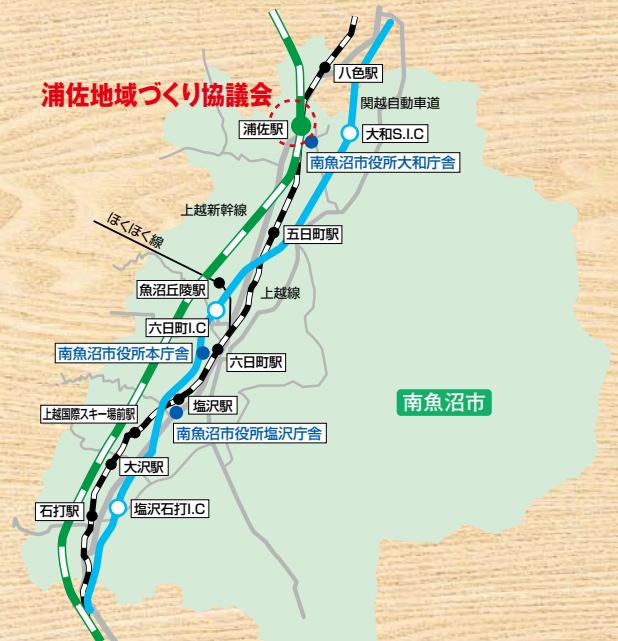 八色駅
浦佐地域づくり協議会
関越自動車道
浦佐駅
大和S.I.C
南魚沼市役所大和庁舎
上越新幹線
ほくほく線
五日町駅
魚沼丘陵駅
上越線
六日町I.C
南魚沼市役所本庁舎
六日町駅
塩沢駅
南魚沼市
上越国際スキー場前駅
南魚沼市役所塩沢庁舎
大沢駅
石打駅
塩沢石打I.C